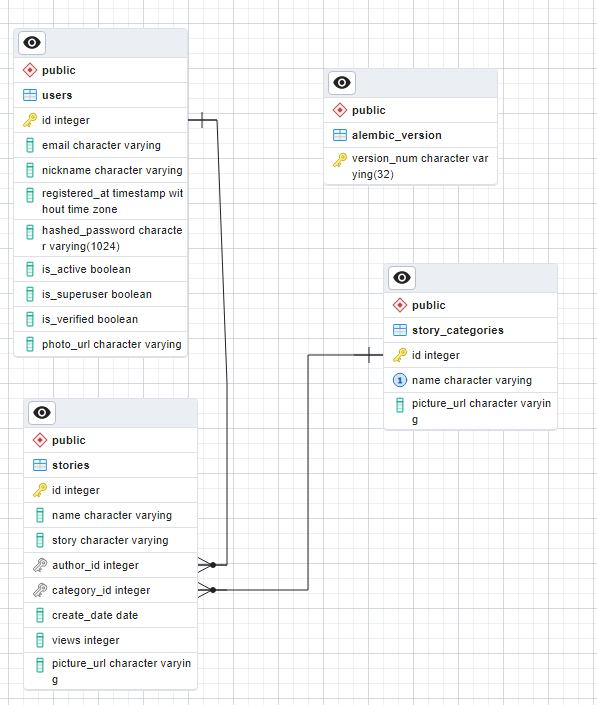 public
users
id integer
email character varying
nickname character varying
registered_at timestamp wit
hout time zone
hashed_password characte
r varying(1024)
is_active boolean
is_superuser boolean
is_verified boolean
photo_url character varying
public
alembic_version
version_num character var
ying(32)
public
story_categories
id integer
1 name character varying
picture_url character varyin
g
public
stories
id integer
name character varying
story character varying
author_id integer
category_id integer
create_date date
views integer
picture_url character varyin
g